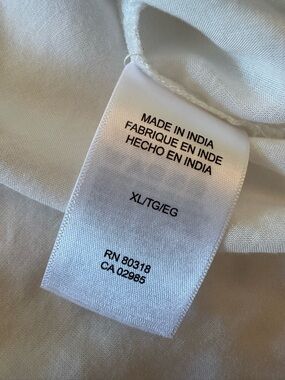 MADE IN INDIA
FABRIQUE EN INDE
HECHO EN INDIA
XL/TG/EG
RN 80318
CA 02985